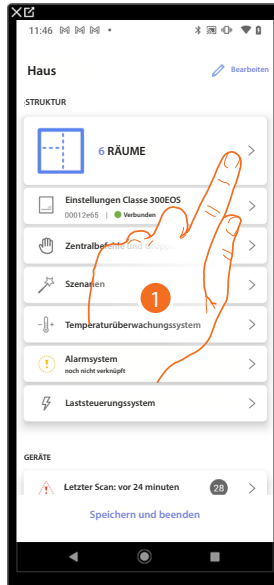 11:46
Haus
Bearbeiten
STRUKTUR
6 RÄUME
Einstellungen Classe 300EOS
00012e65 | Verbunden
Zentralbefehle und Gruppen
Szenarien
Temperaturüberwachungssystem
Alarmsystem
noch nicht verknüpft
Laststeuerungssystem
1
GERÄTE
Letzter Scan: vor 24 minuten
28
Speichern und beenden